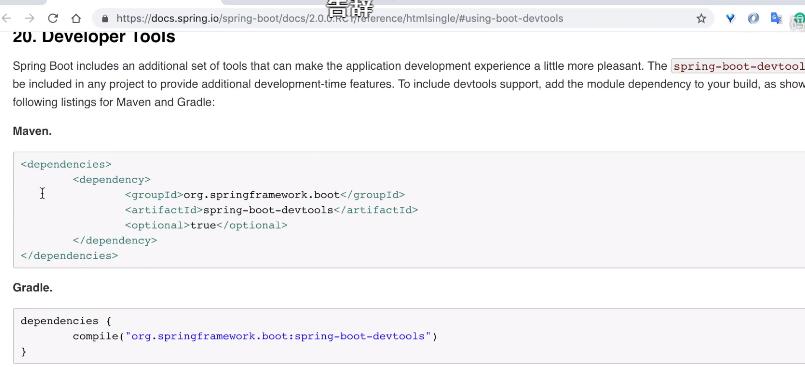 https://docs.spring.io/spring-boot/docs/2.0.0.RC1/reference/htmlsingle/#using-boot-devtools
20. Developer Tools
Spring Boot includes an additional set of tools that can make the application development experience a little more pleasant. The spring-boot-devtool
be included in any project to provide additional development-time features. To include devtools support, add the module dependency to your build, as show
following listings for Maven and Gradle:
Maven.
<dependencies>
<dependency>
<groupId>org.springframework.boot</groupId>
<artifactId>spring-boot-devtools</artifactId>
<optional>true</optional>
</dependency>
</dependencies>
Gradle.
dependencies {
compile("org.springframework.boot:spring-boot-devtools")
}